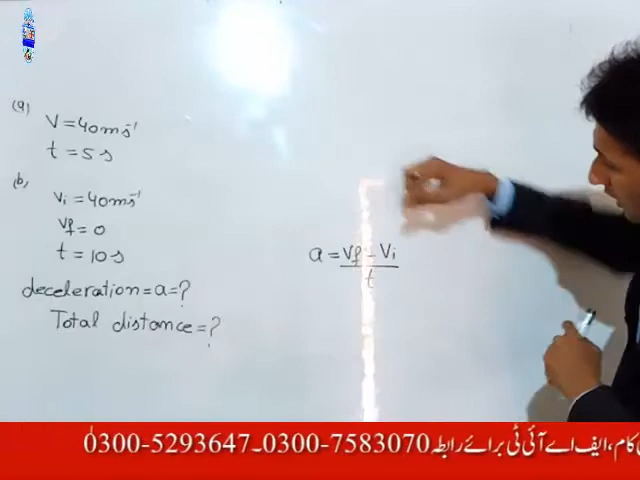 (a)
V = 40ms⁻¹
t = 5s
(b)
Vi = 40ms⁻¹
Vf = 0
t = 10s
deceleration = a = ?
Total distance = ?
a = Vf - Vi
t
کام، ایف اے آئی ٹی برائے رابطہ 0300-7583070۔0300-5293647